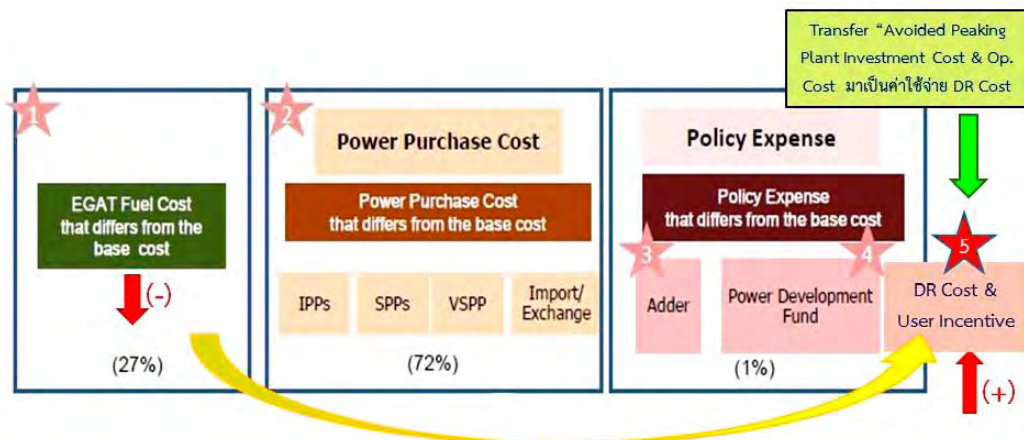 Transfer "Avoided Peaking
Plant Investment Cost & Op.
Cost มาเป็นค่าใช้จ่าย DR Cost
1
EGAT Fuel Cost
that differs from the
base cost
(-)
(27%)
2
Power Purchase Cost
Power Purchase Cost
that differs from the base cost
IPPs
SPPs
VSPP
Import/
Exchange
(72%)
Policy Expense
Policy Expense
that differs from the base cost
3
Adder
4
Power Development
Fund
(1%)
5
DR Cost &
User Incentive
(+)